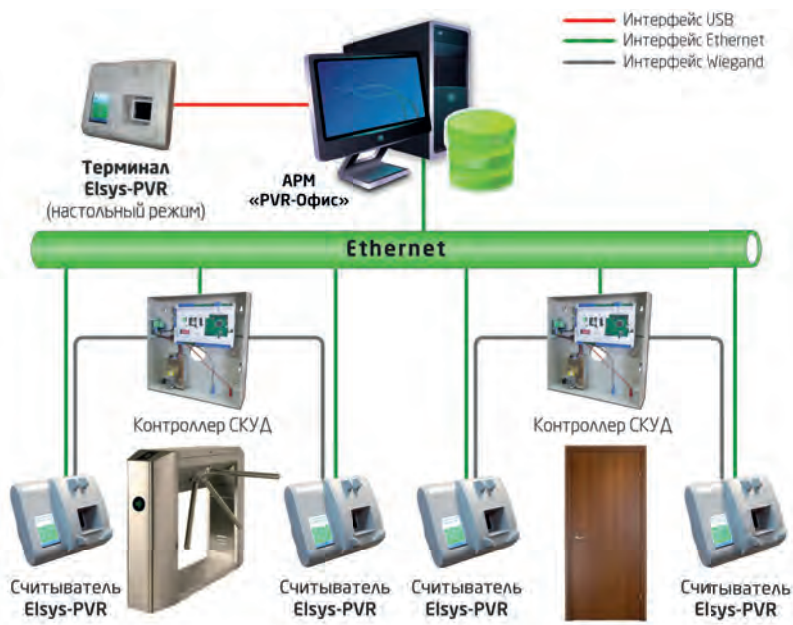 Интерфейс USB
Интерфейс Ethernet
Интерфейс Wiegand
Терминал
Elsys-PVR
(настольный режим)
АРМ
«PVR-Офис»
Ethernet
Контроллер СКУД
Контроллер СКУД
Считыватель
Elsys-PVR
Считыватель
Elsys-PVR
Считыватель
Elsys-PVR
Считыватель
Elsys-PVR